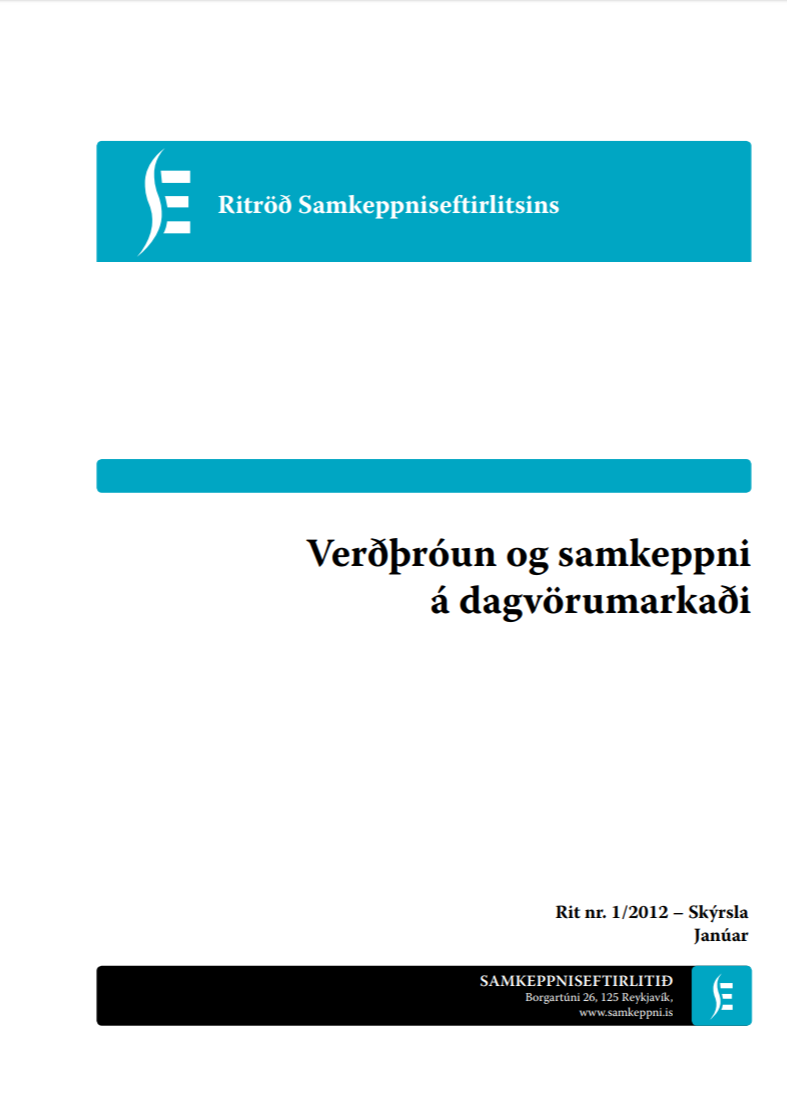 Ritröð Samkeppniseftirlitsins
Verðþróun og samkeppni
á dagvörumarkaði
Rit nr. 1/2012 – Skýrsla
Janúar
SAMKEPPNISEFTIRLITIÐ
Borgartúni 26, 125 Reykjavík,
www.samkeppni.is